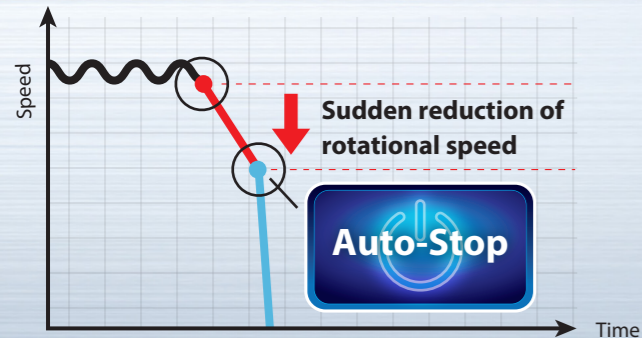 Speed
Sudden reduction of
rotational speed
Auto-Stop
Time